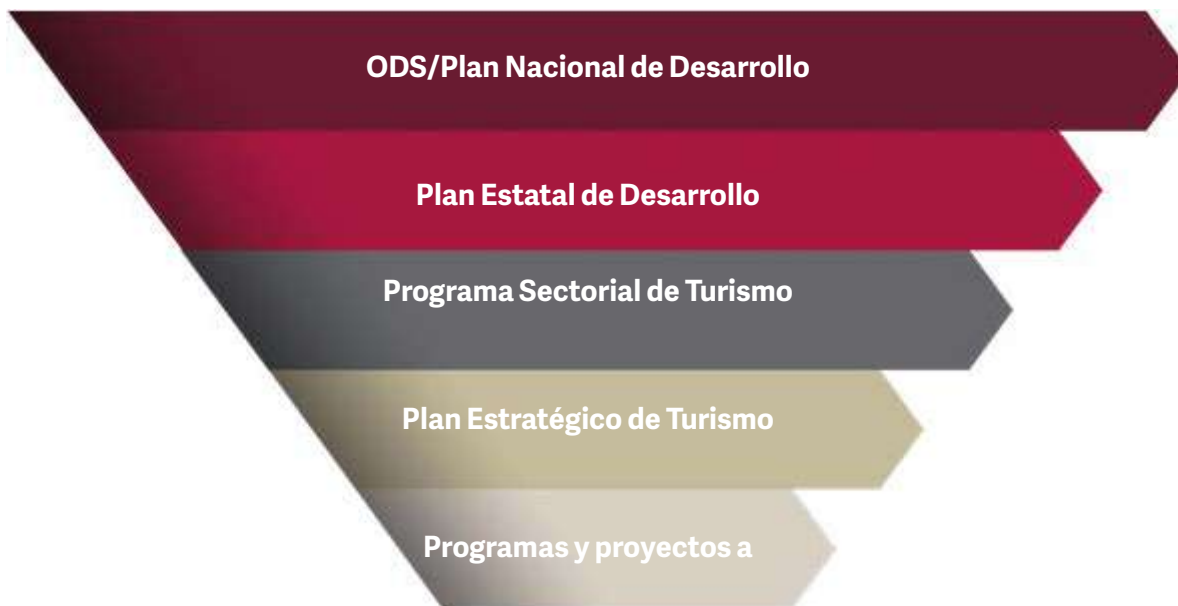 ODS/Plan Nacional de Desarrollo
Plan Estatal de Desarrollo
Programa Sectorial de Turismo
Plan Estratégico de Turismo
Programas y proyectos a